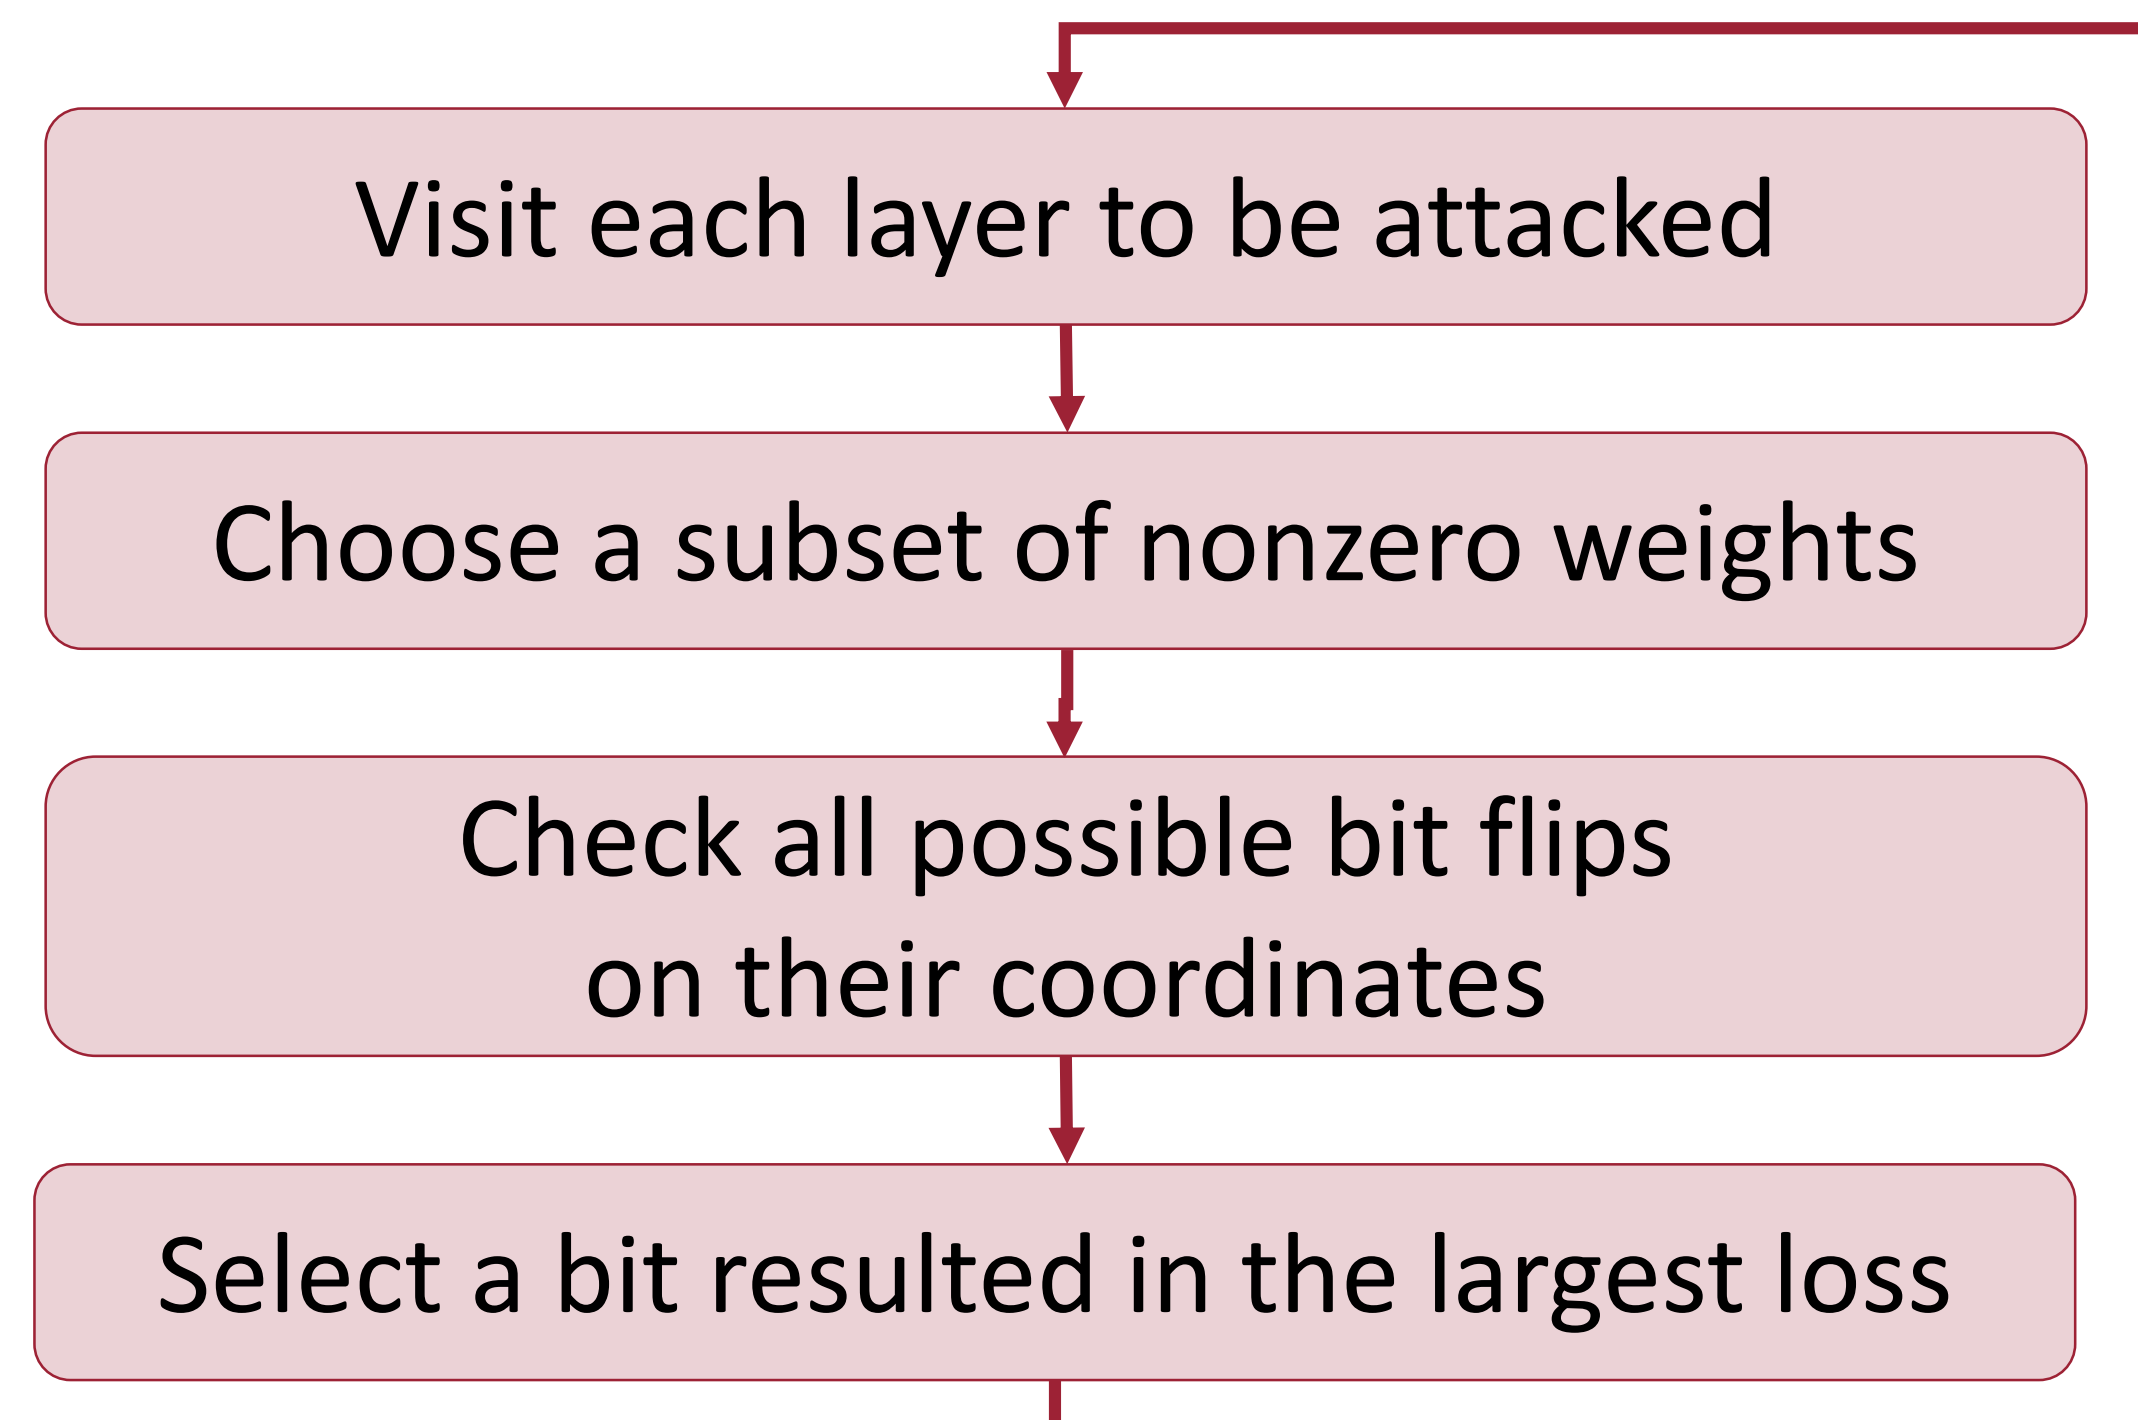 Visit each layer to be attacked
Choose a subset of nonzero weights
Check all possible bit flips
on their coordinates
Select a bit resulted in the largest loss